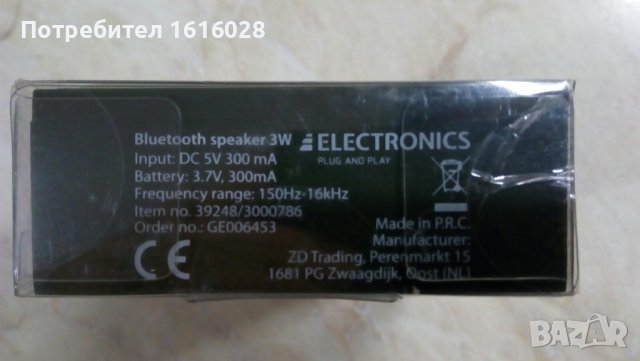 Потребител 1616028
Bluetooth speaker 3W
Input: DC 5V 300 mA
Battery: 3.7V, 300mA
Frequency range: 150Hz-16kHz
Item no. 39248/3000786
Order no.: GE006453
CE
ELECTRONICS
PLUG AND PLAY
Made in P.R.C.
Manufacturer:
ZD Trading, Perenmarkt 15
1681 PG Zwaagdijk, Oost (NL)
BAZAR